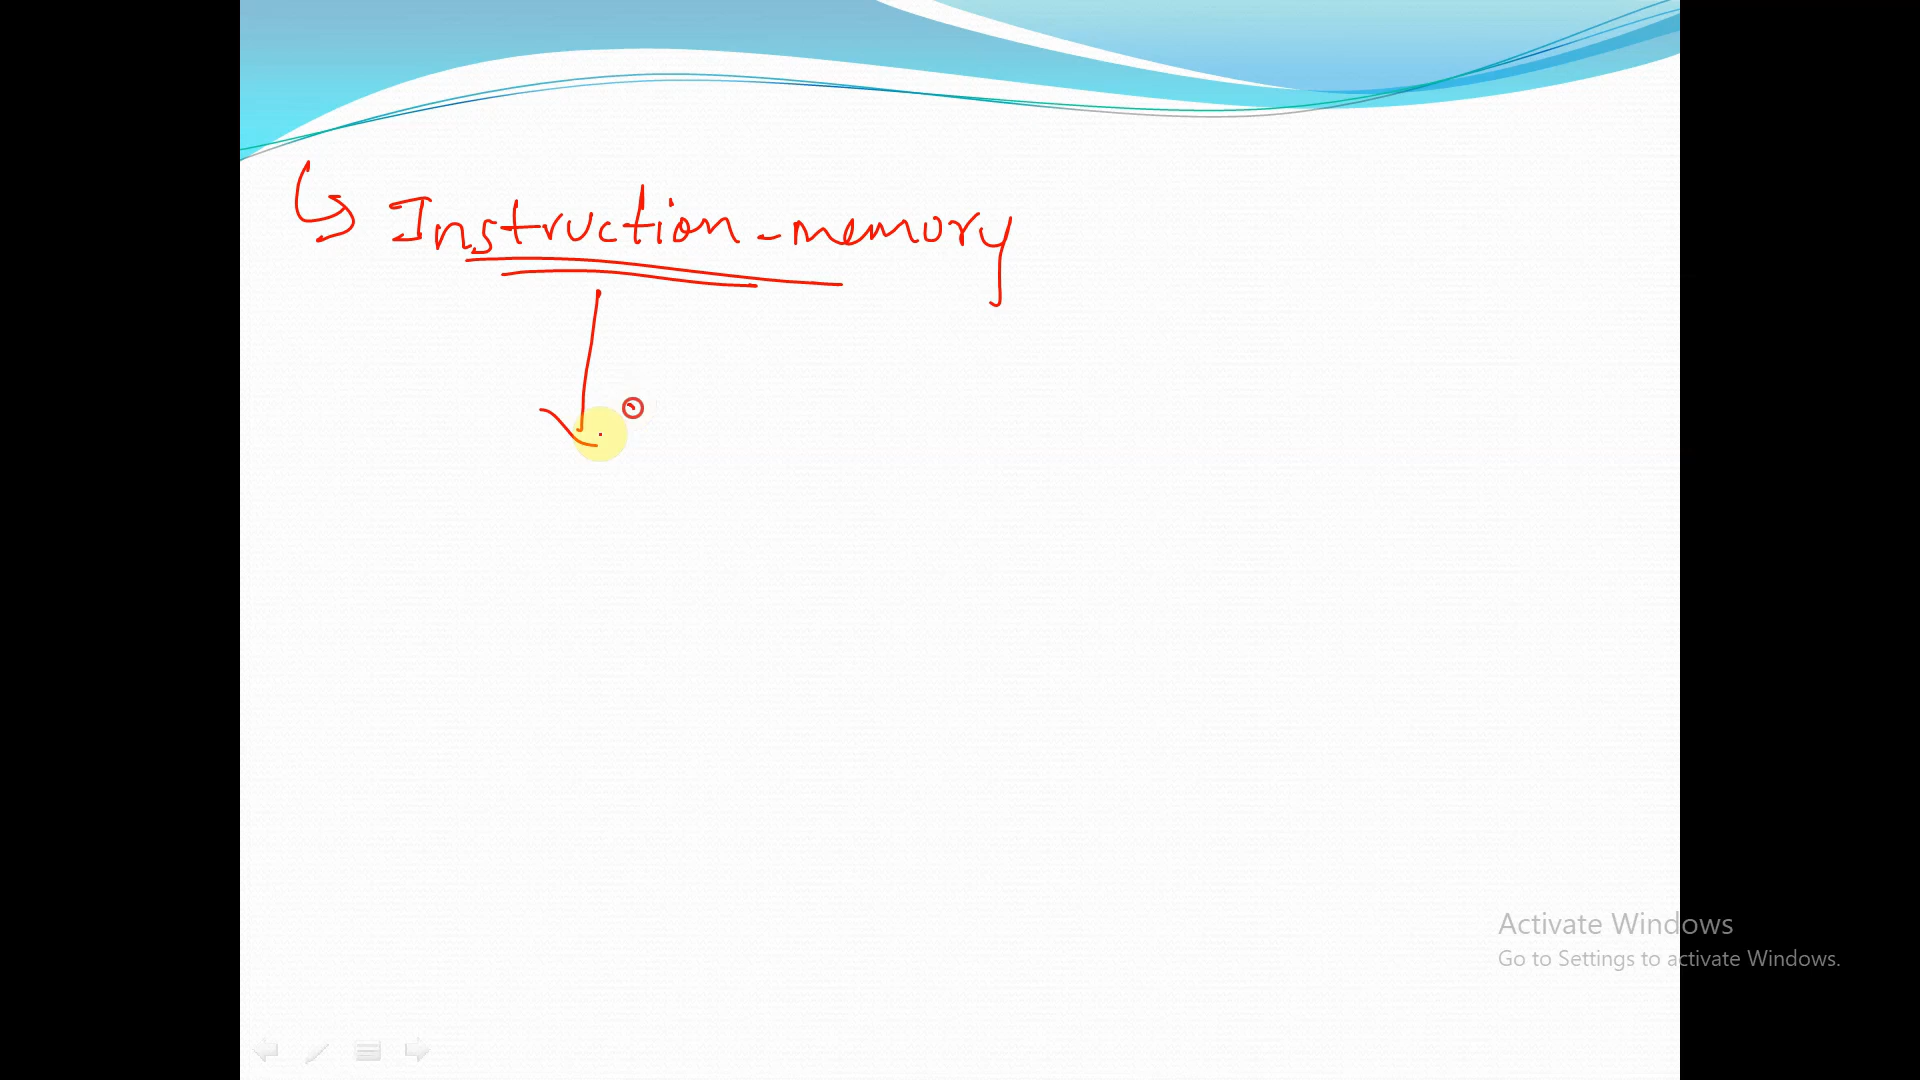 Instruction - memory
Activate Windows
Go to Settings to activate Windows.